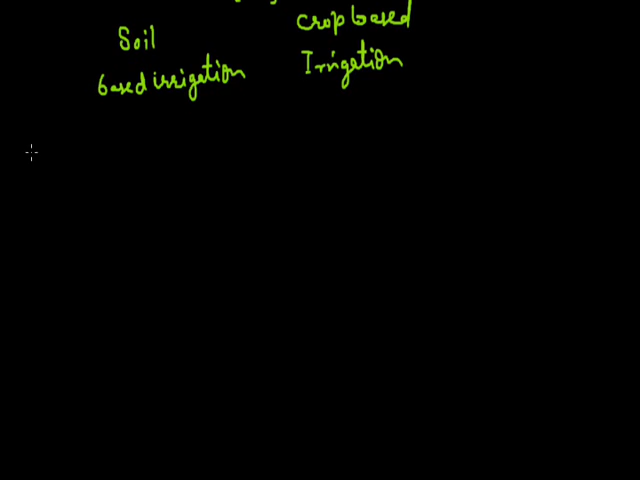 crop based
Soil
Irrigation
based irrigation